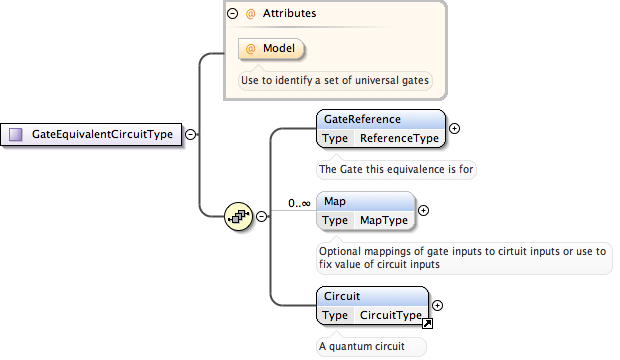 @ Attributes
@ Model
Use to identify a set of universal gates
GateEquivalentCircuitType
GateReference
Type ReferenceType
The Gate this equivalence is for
0..∞
Map
Type MapType
Optional mappings of gate inputs to cirtuit inputs or use to
fix value of circuit inputs
Circuit
Type CircuitType
A quantum circuit